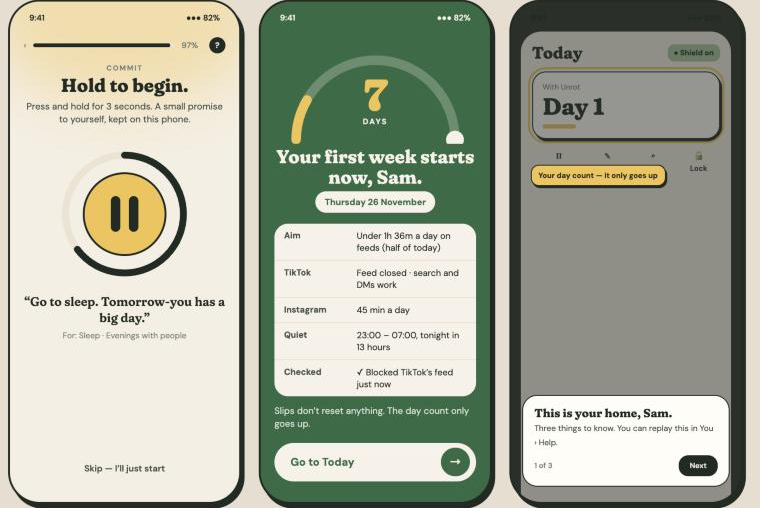 9:41
82%
97%
?
COMMIT
Hold to begin.
Press and hold for 3 seconds. A small promise
to yourself, kept on this phone.
“Go to sleep. Tomorrow-you has a
big day.”
For: Sleep · Evenings with people
Skip — I’ll just start
9:41
82%
7
DAYS
Your first week starts
now, Sam.
Thursday 26 November
Aim
Under 1h 36m a day on
feeds (half of today)
TikTok
Feed closed · search and
DMs work
Instagram
45 min a day
Quiet
23:00 – 07:00, tonight in
13 hours
Checked
✓ Blocked TikTok’s feed
just now
Slips don’t reset anything. The day count only
goes up.
Go to Today →
Today
Shield on
With Unrot
Day 1
Lock
Your day count — it only goes up
This is your home, Sam.
Three things to know. You can replay this in You
› Help.
1 of 3
Next